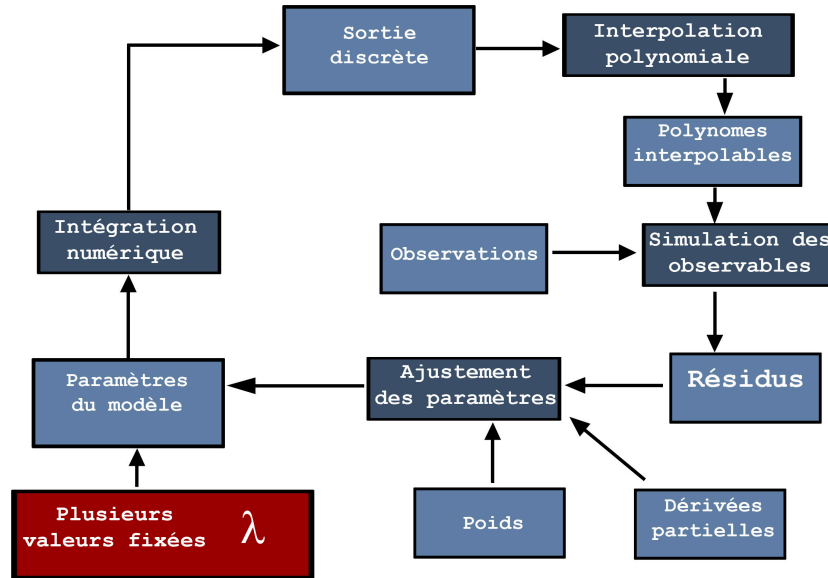 Sortie
discrète
Interpolation
polynomiale
Polynomes
interpolables
Intégration
numérique
Observations
Simulation des
observables
Paramètres
du modèle
Ajustement
des paramètres
Résidus
Plusieurs
valeurs fixées λ
Poids
Dérivées
partielles